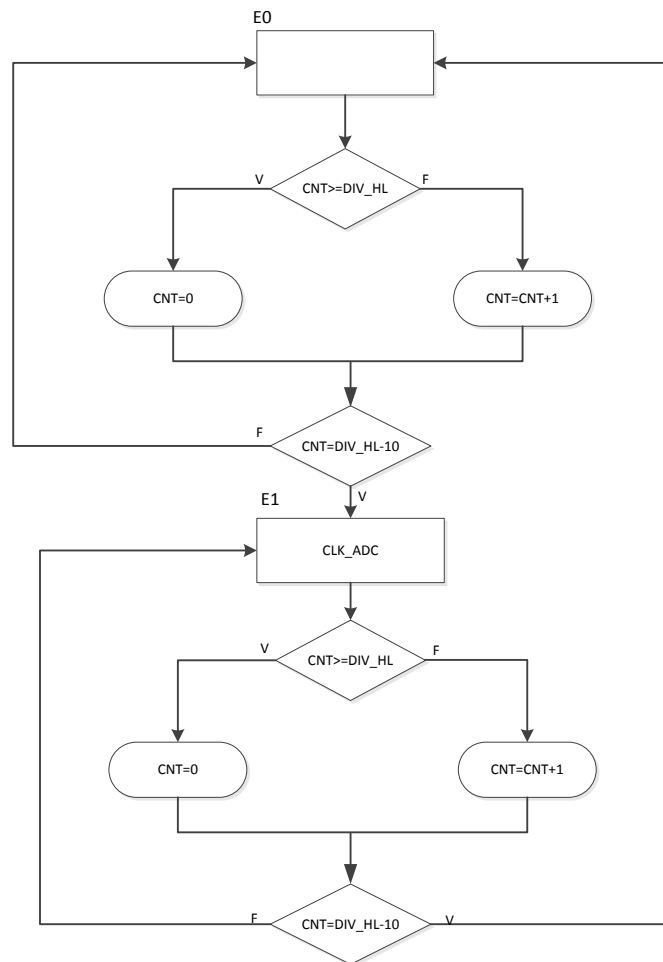 E0
CNT>=DIV_HL
V
F
CNT=0
CNT=CNT+1
CNT=DIV_HL-10
F
V
E1
CLK_ADC
CNT>=DIV_HL
V
F
CNT=0
CNT=CNT+1
CNT=DIV_HL-10
F
V